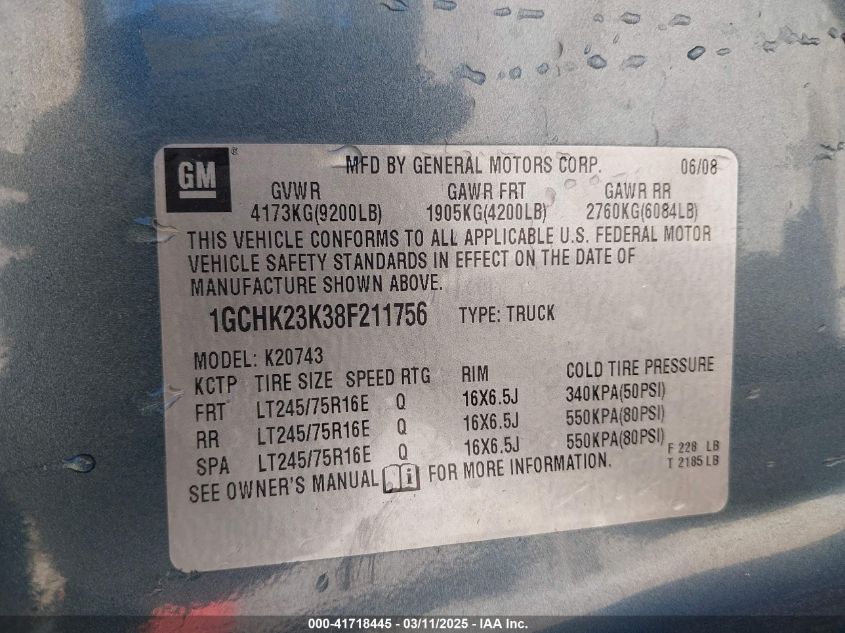 GM
®
MFD BY GENERAL MOTORS CORP. 06/08
GVWR GAWR FRT GAWR RR
4173KG(9200LB) 1905KG(4200LB) 2760KG(6084LB)
THIS VEHICLE CONFORMS TO ALL APPLICABLE U.S. FEDERAL MOTOR
VEHICLE SAFETY STANDARDS IN EFFECT ON THE DATE OF
MANUFACTURE SHOWN ABOVE.
1GCHK23K38F211756 TYPE: TRUCK
MODEL: K20743
KCTP TIRE SIZE SPEED RTG RIM COLD TIRE PRESSURE
FRT LT245/75R16E Q 16X6.5J 340KPA(50PSI)
RR LT245/75R16E Q 16X6.5J 550KPA(80PSI)
SPA LT245/75R16E Q 16X6.5J 550KPA(80PSI)
F 228 LB
T 2185 LB
SEE OWNER'S MANUAL i FOR MORE INFORMATION.
000-41718445 - 03/11/2025 - IAA Inc.